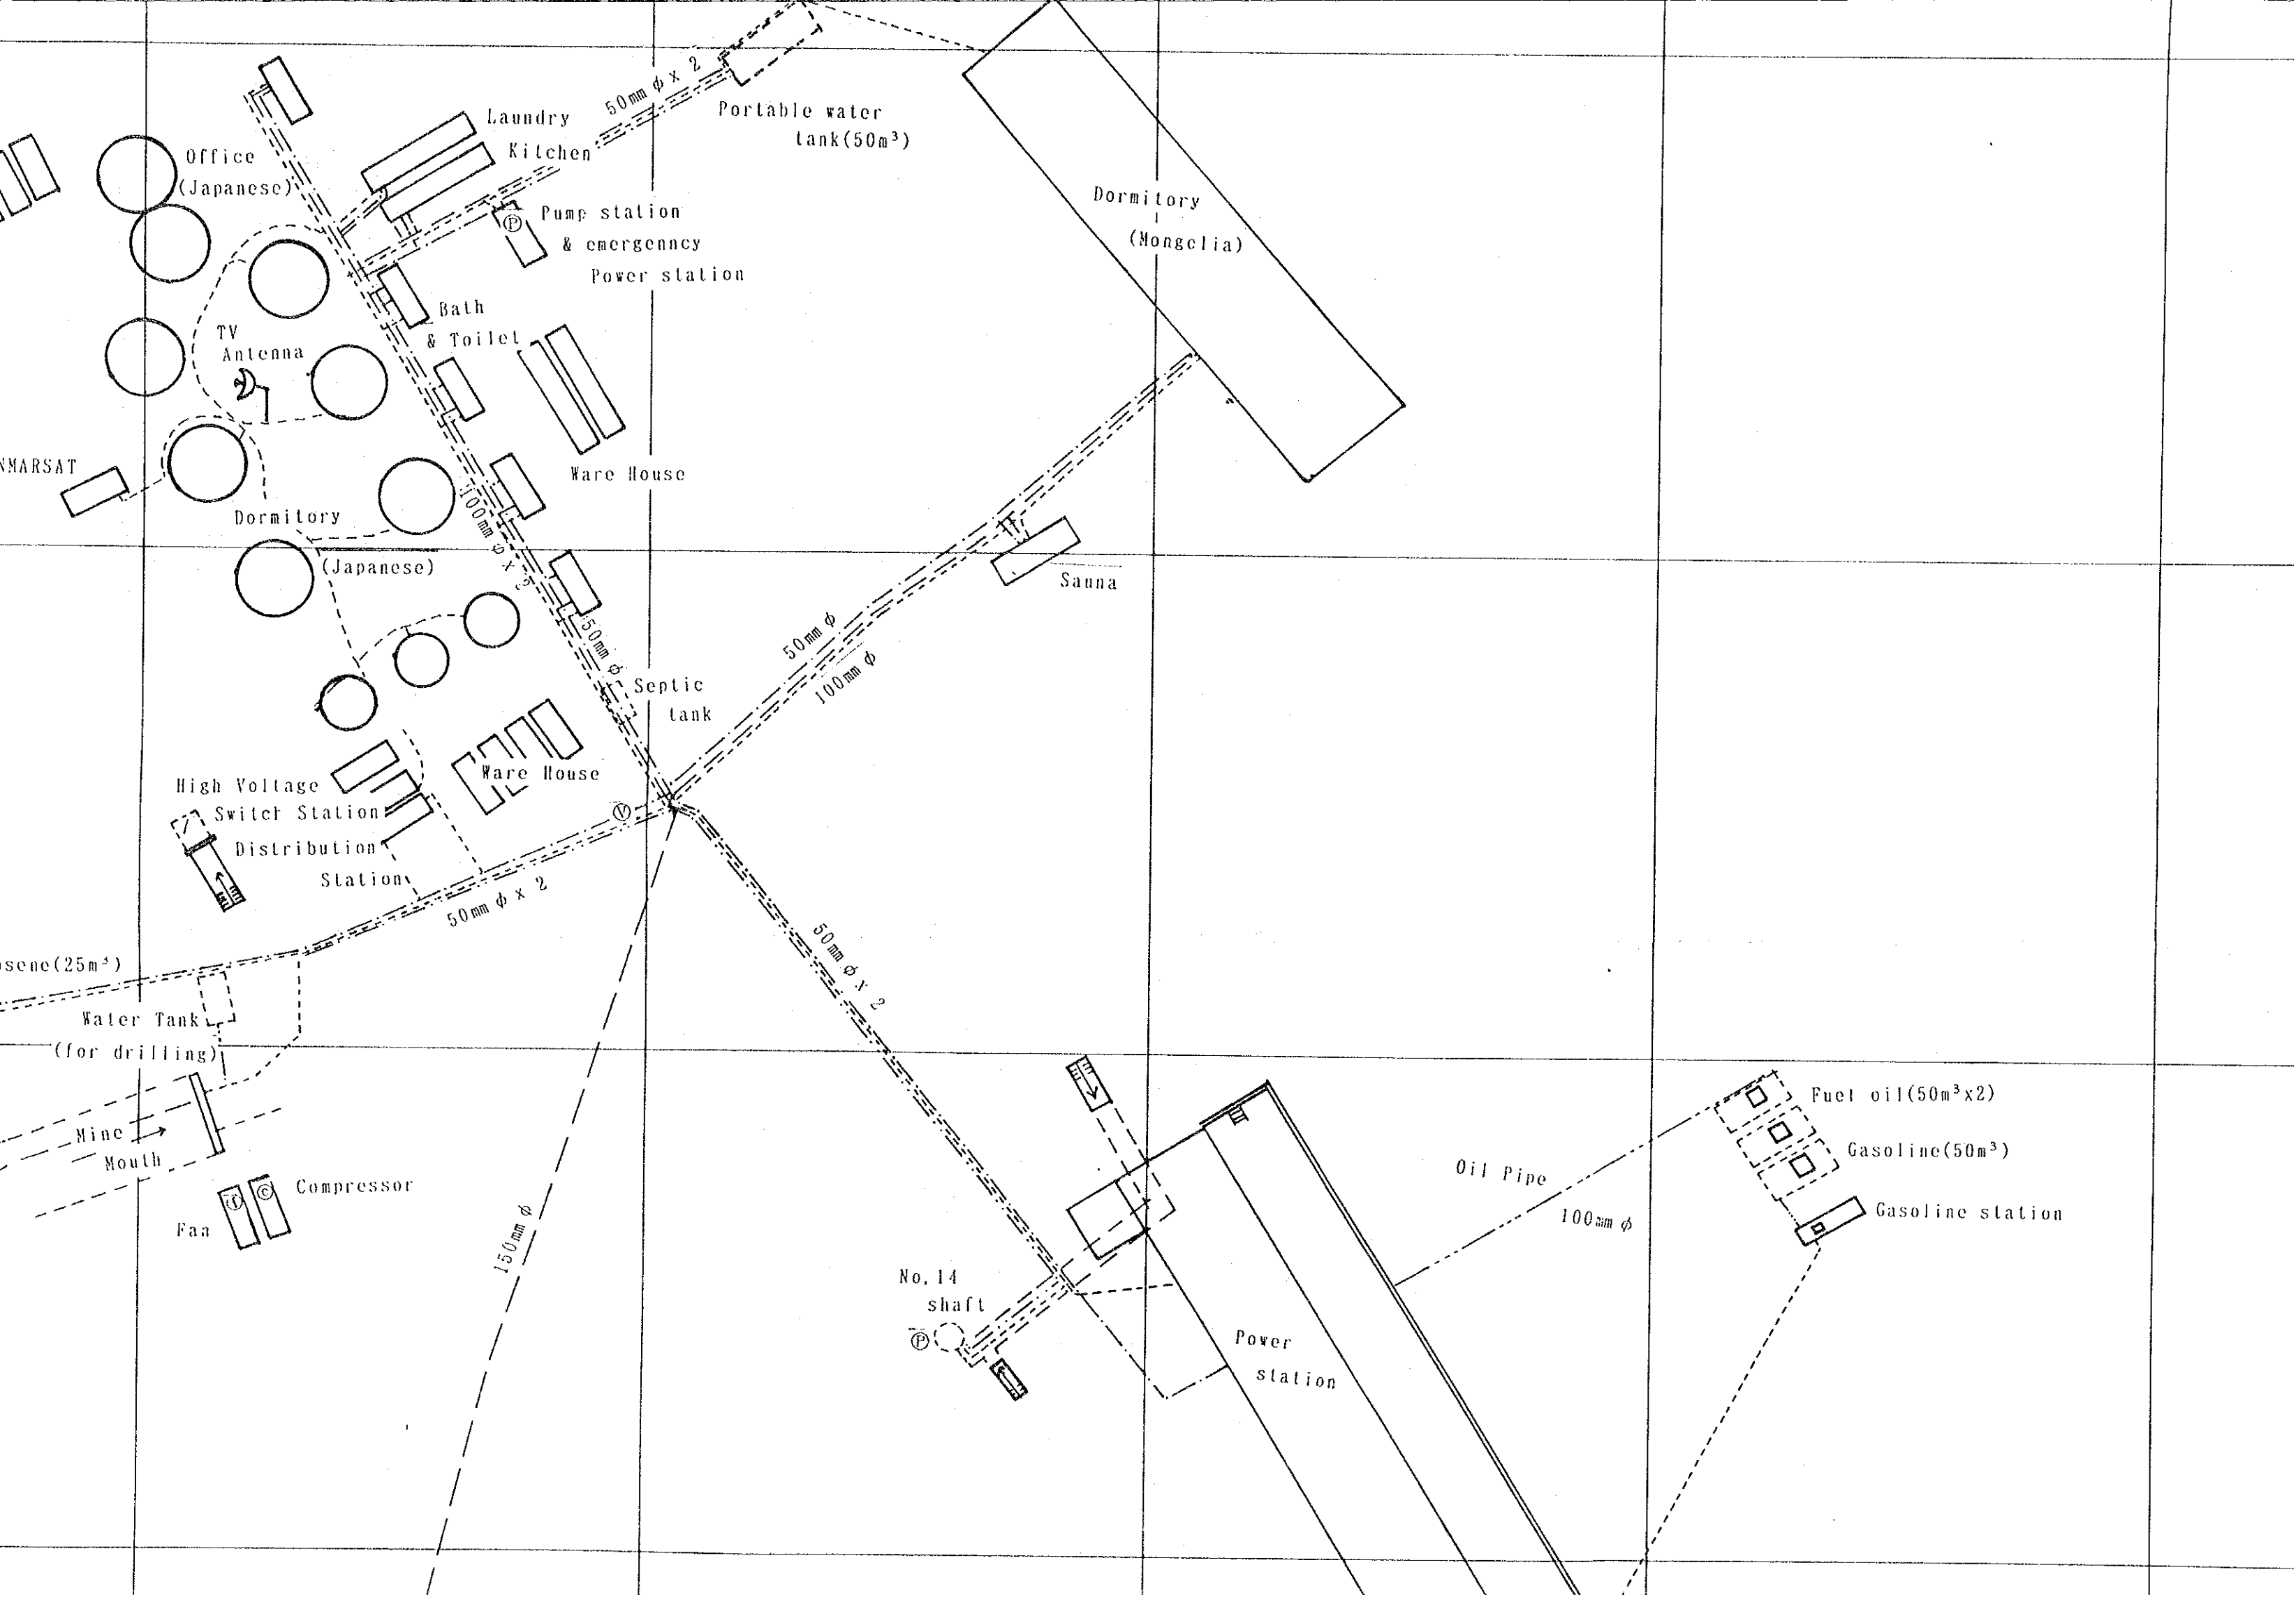 50mm φ x 2
Portable water
tank(50m³)
Laundry
Kitchen
Office
(Japanese)
Pump station
& emergenncy
Power station
P
Dormitory
(Mongolia)
Bath
& Toilet
TV
Antenna
NMARSAT
Ware House
Dormitory
(Japanese)
100mm φ x 2
Sauna
50mm φ
50mm φ
100mm φ
Septic
tank
High Voltage
Switch Station
Ware House
V
Distribution
Station
50mm φ x 2
50mm φ x 2
osene(25m³)
Water Tank
(for drilling)
Mine
Mouth
Compressor
C
f
Fan
150mm φ
Fuel oil(50m³x2)
Gasoline(50m³)
Oil Pipe
100mm φ
Gasoline station
No,14
shaft
P
Power
station